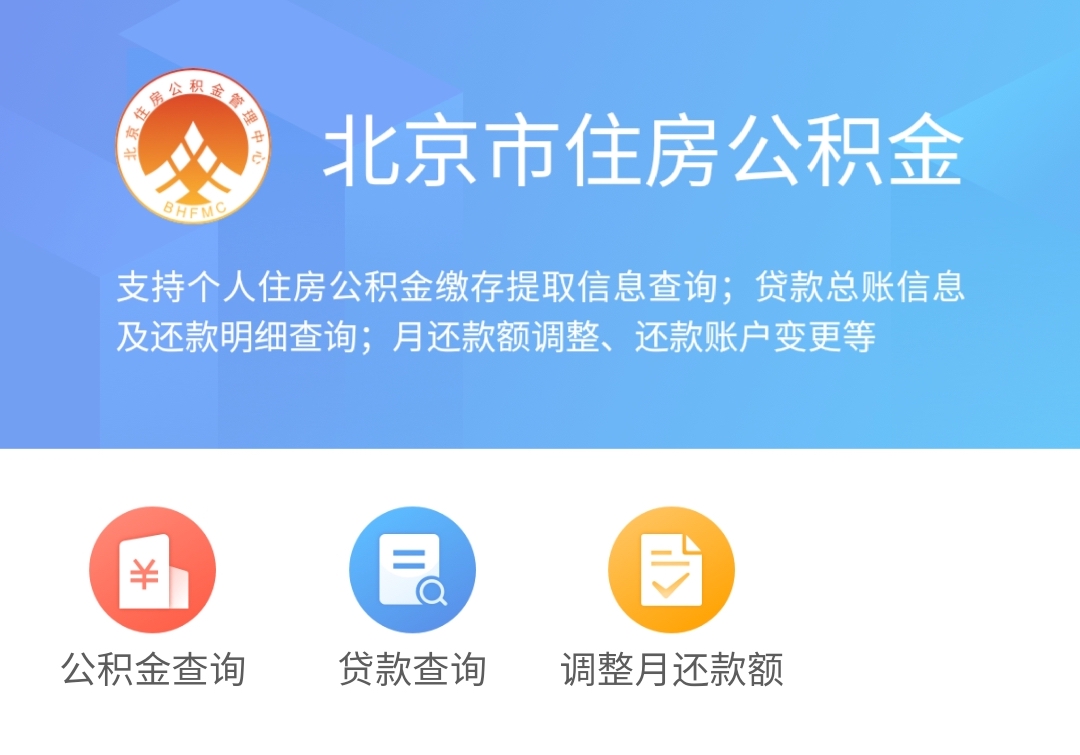 北京住房公积金管理中心
BHFMC
北京市住房公积金
支持个人住房公积金缴存提取信息查询；贷款总账信息
及还款明细查询；月还款额调整、还款账户变更等
公积金查询 贷款查询 调整月还款额